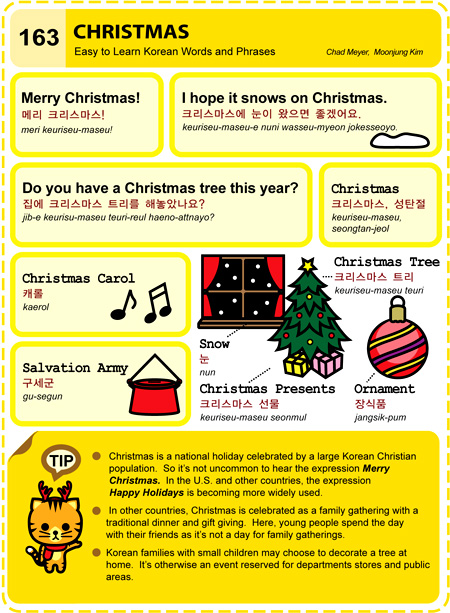 163 CHRISTMAS
Easy to Learn Korean Words and Phrases
Chad Meyer, Moonjung Kim
Merry Christmas!
메리 크리스마스!
meri keuriseu-maseu!
I hope it snows on Christmas.
크리스마스에 눈이 왔으면 좋겠어요.
keuriseu-maseu-e nuni wasseu-myeon jokesseoyo.
Do you have a Christmas tree this year?
집에 크리스마스 트리를 해놓았나요?
jib-e keurisu-maseu teuri-reul haeno-attnayo?
Christmas
크리스마스, 성탄절
keuriseu-maseu,
seongtan-jeol
Christmas Carol
캐롤
kaerol
Christmas Tree
크리스마스 트리
keuriseu-maseu teuri
Snow
눈
nun
Salvation Army
구세군
gu-segun
Christmas Presents
크리스마스 선물
keuriseu-maseu seonmul
Ornament
장식품
jangsik-pum
TIP
Christmas is a national holiday celebrated by a large Korean Christian
population. So it's not uncommon to hear the expression Merry
Christmas. In the U.S. and other countries, the expression
Happy Holidays is becoming more widely used.
In other countries, Christmas is celebrated as a family gathering with a
traditional dinner and gift giving. Here, young people spend the day
with their friends as it's not a day for family gatherings.
Korean families with small children may choose to decorate a tree at
home. It's otherwise an event reserved for departments stores and public
areas.